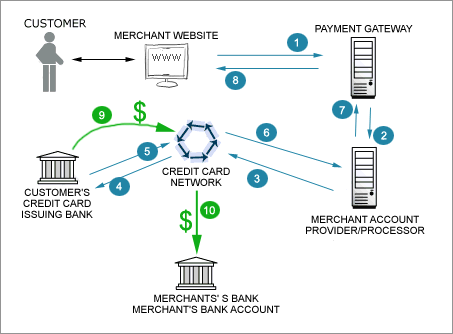 CUSTOMER
MERCHANT WEBSITE
PAYMENT GATEWAY
WWW
1
8
7
2
9
$
6
5
4
3
CREDIT CARD
NETWORK
CUSTOMER'S
CREDIT CARD
ISSUING BANK
$
10
MERCHANT ACCOUNT
PROVIDER/PROCESSOR
MERCHANTS' S BANK
MERCHANT'S BANK ACCOUNT